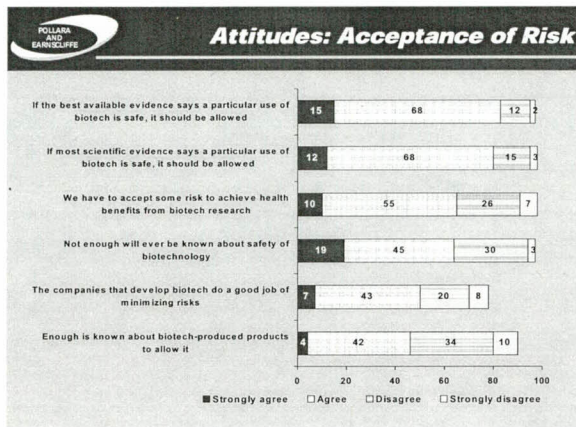 POLLARA
AND
EARNSCLIFFE
Attitudes: Acceptance of Risk
If the best available evidence says a particular use of
biotech is safe, it should be allowed
15 68 12 2
If most scientific evidence says a particular use of
biotech is safe, it should be allowed
12 68 15 3
We have to accept some risk to achieve health
benefits from biotech research
10 55 26 7
Not enough will ever be known about safety of
biotechnology
19 45 30 3
The companies that develop biotech do a good job of
minimizing risks
7 43 20 8
Enough is known about biotech-produced products
to allow it
4 42 34 10
0 20 40 60 80 100
Strongly agree Agree Disagree Strongly disagree